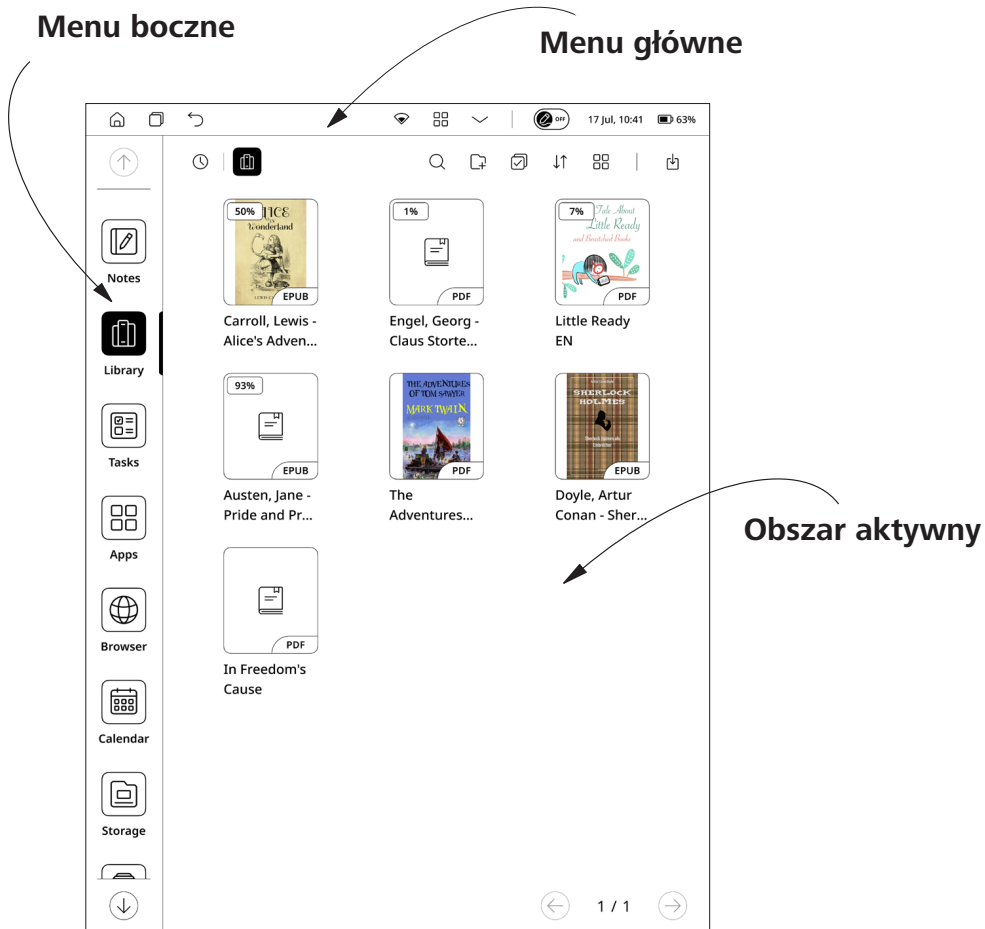 Menu boczne
Menu główne
OFF
17 Jul, 10:41
63%
Notes
Library
Tasks
Apps
Browser
Calendar
Storage
50%
ALICE
IN
Wonderland
EPUB
Carroll, Lewis -
Alice's Adven...
1%
PDF
Engel, Georg -
Claus Storte...
7%
Tale About
Little Ready
and Bewitched Books
PDF
Little Ready
EN
93%
EPUB
Austen, Jane -
Pride and Pr...
THE ADVENTURES
OF TOM SAWYER
MARK TWAIN
PDF
The
Adventures...
SHERLOCK
HOLMES
EPUB
Doyle, Artur
Conan - Sher...
Obszar aktywny
PDF
In Freedom's
Cause
1 / 1